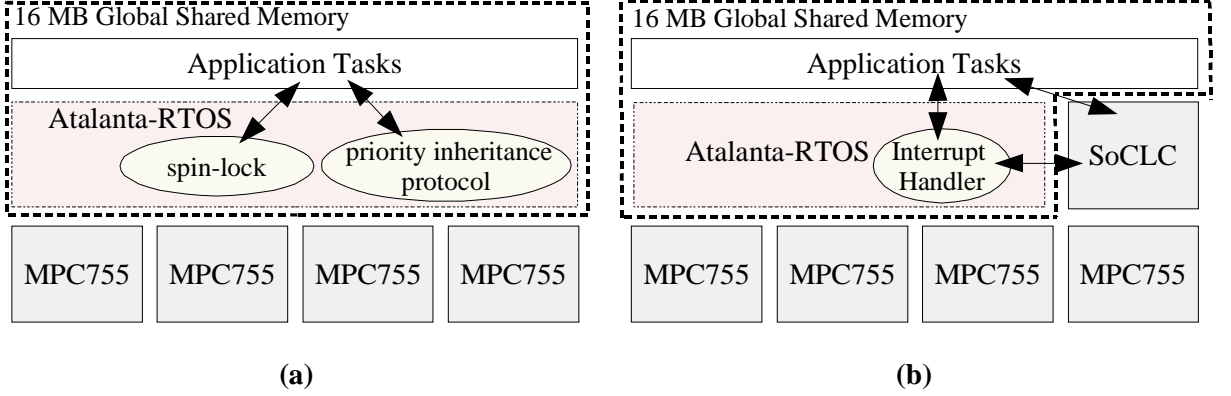 16 MB Global Shared Memory
Application Tasks
Atalanta-RTOS
spin-lock
priority inheritance
protocol
MPC755
MPC755
MPC755
MPC755
(a)
16 MB Global Shared Memory
Application Tasks
Atalanta-RTOS
Interrupt
Handler
SoCLC
MPC755
MPC755
MPC755
MPC755
(b)